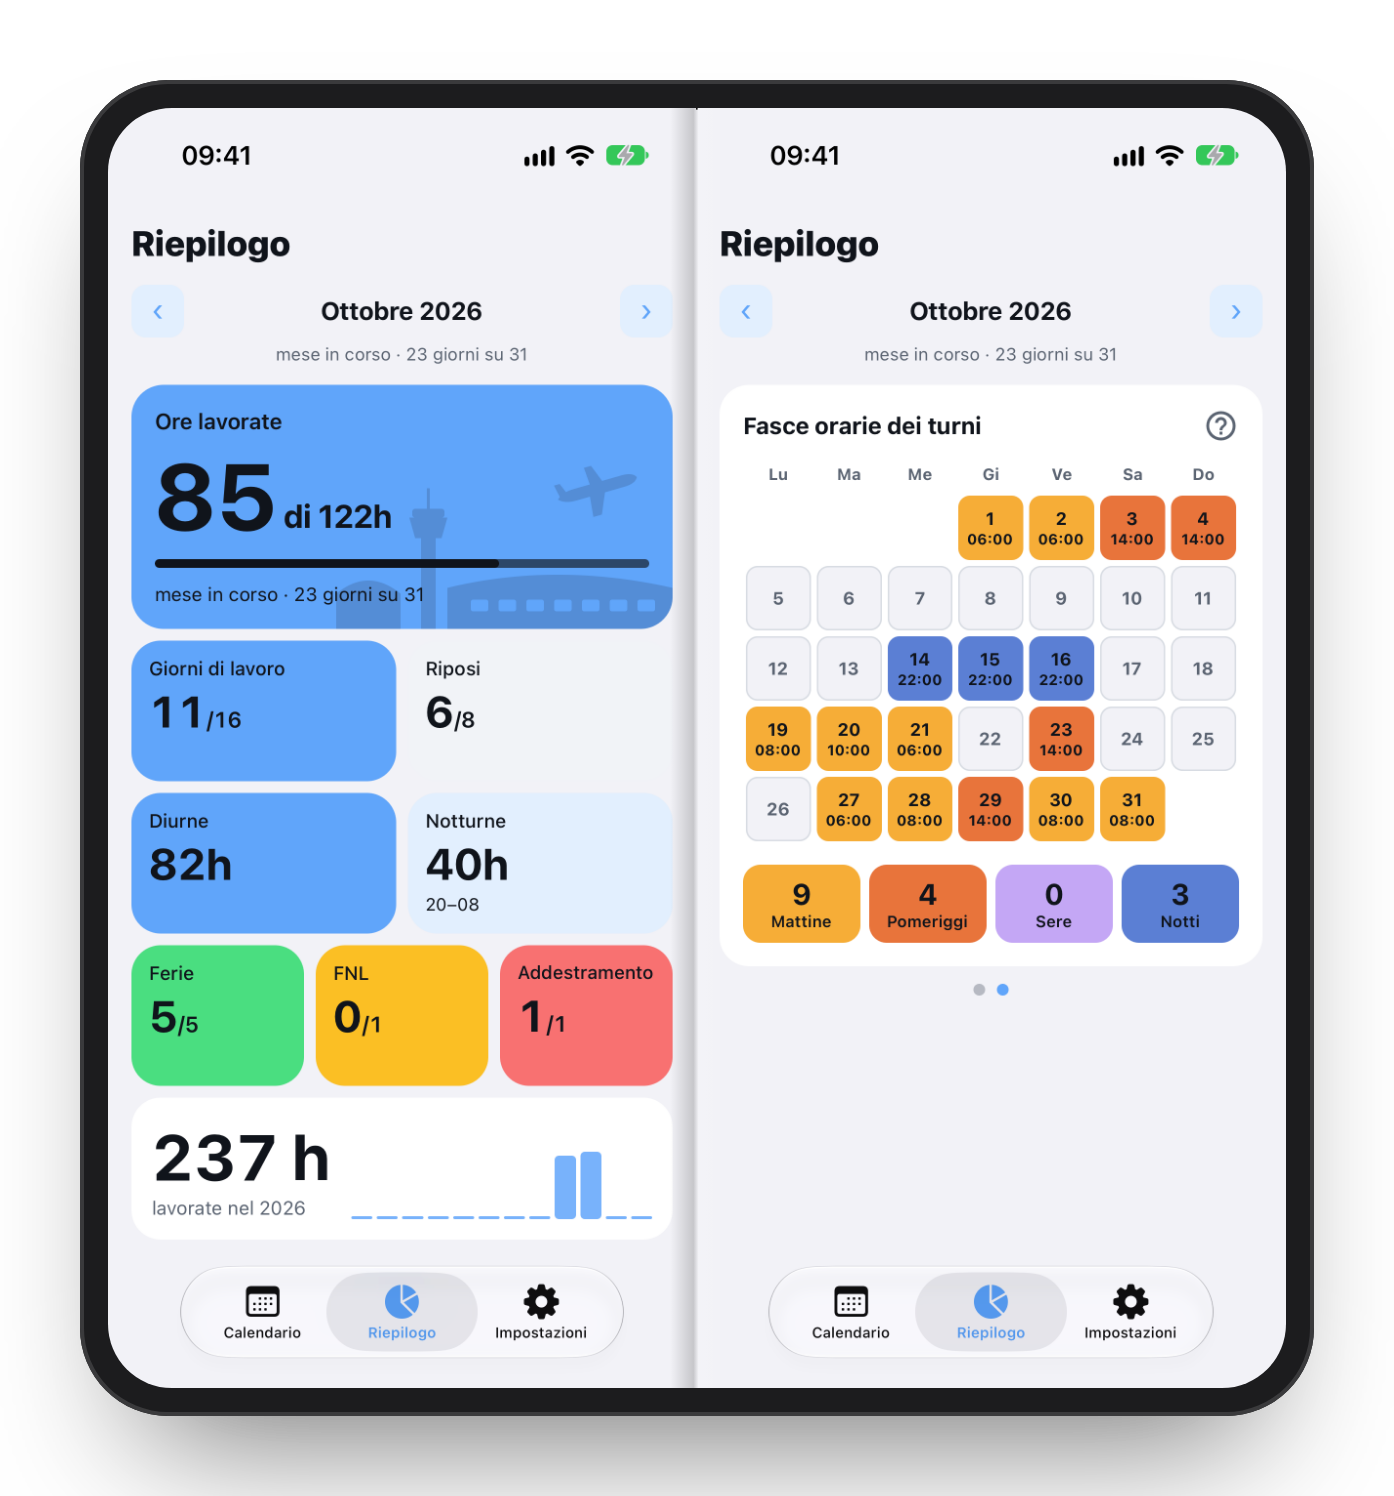 09:41
Riepilogo
‹ Ottobre 2026 ›
mese in corso · 23 giorni su 31
Ore lavorate
85 di 122h
mese in corso · 23 giorni su 31
Giorni di lavoro
11/16
Riposi
6/8
Diurne
82h
Notturne
40h
20–08
Ferie
5/5
FNL
0/1
Addestramento
1/1
237 h
lavorate nel 2026
Calendario Riepilogo Impostazioni
09:41
Riepilogo
‹ Ottobre 2026 ›
mese in corso · 23 giorni su 31
Fasce orarie dei turni ?
Lu Ma Me Gi Ve Sa Do
1 2 3 4
06:00 06:00 14:00 14:00
5 6 7 8 9 10 11
12 13 14 15 16 17 18
22:00 22:00 22:00
19 20 21 22 23 24 25
08:00 10:00 06:00 14:00
26 27 28 29 30 31
06:00 08:00 14:00 08:00 08:00
9 4 0 3
Mattine Pomeriggi Sere Notti
Calendario Riepilogo Impostazioni